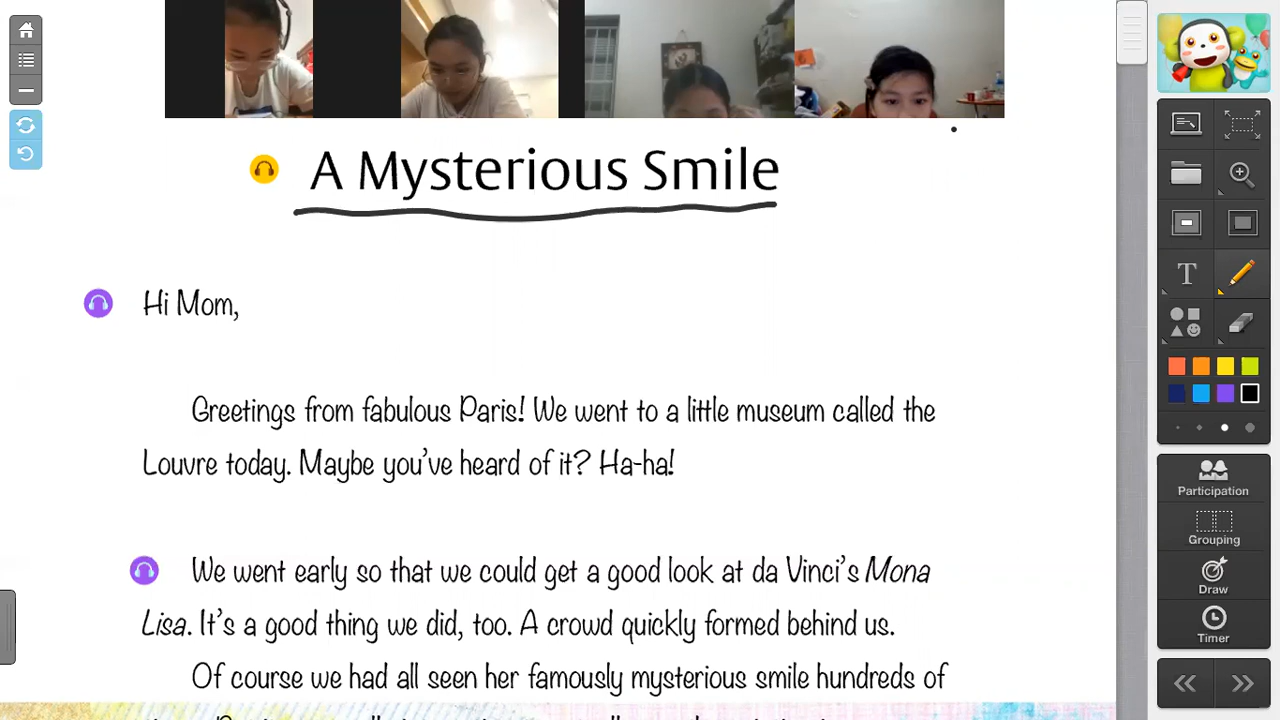 A Mysterious Smile
Hi Mom,
Greetings from fabulous Paris! We went to a little museum called the
Louvre today. Maybe you've heard of it? Ha-ha!
We went early so that we could get a good look at da Vinci's Mona
Lisa. It's a good thing we did, too. A crowd quickly formed behind us.
Of course we had all seen her famously mysterious smile hundreds of
T
Participation
Grouping
Draw
Timer